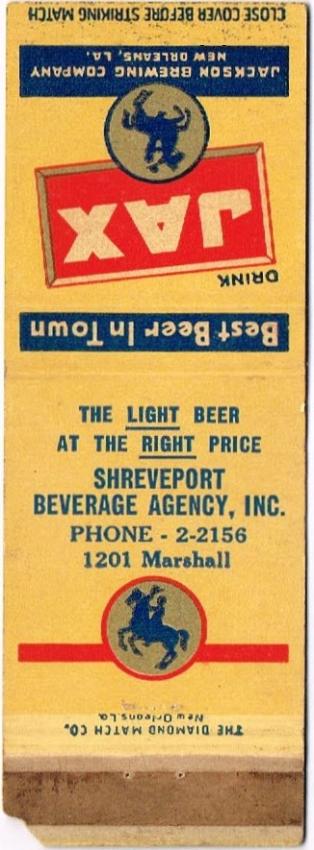 CLOSE COVER BEFORE STRIKING MATCH
JACKSON BREWING COMPANY
NEW ORLEANS, LA.
JAX
DRINK
Best Beer In Town
THE LIGHT BEER
AT THE RIGHT PRICE
SHREVEPORT
BEVERAGE AGENCY, INC.
PHONE - 2-2156
1201 Marshall
THE DIAMOND MATCH CO.
New Orleans, La.